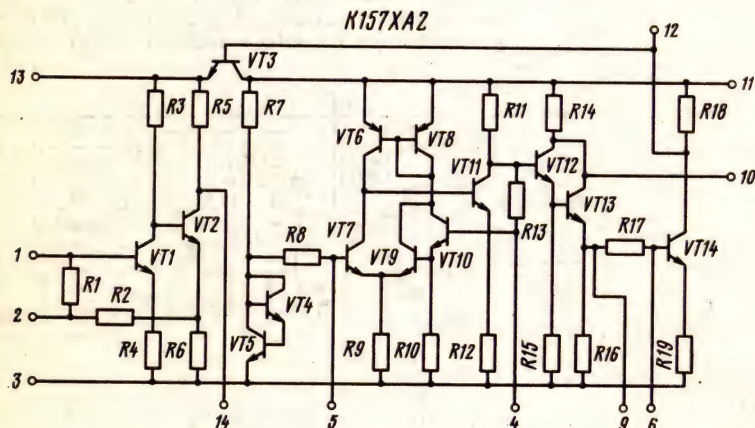 К157ХА2
12
VT3
13
11
R3
R5
R7
R11
R14
R18
VT6
VT8
VT11
VT12
10
VT2
VT13
R13
R17
R8
VT7
VT14
1
VT1
VT9
VT10
R1
R2
VT4
2
VT5
R4
R6
R9
R10
R12
R15
R16
R19
3
14
5
4
9
6